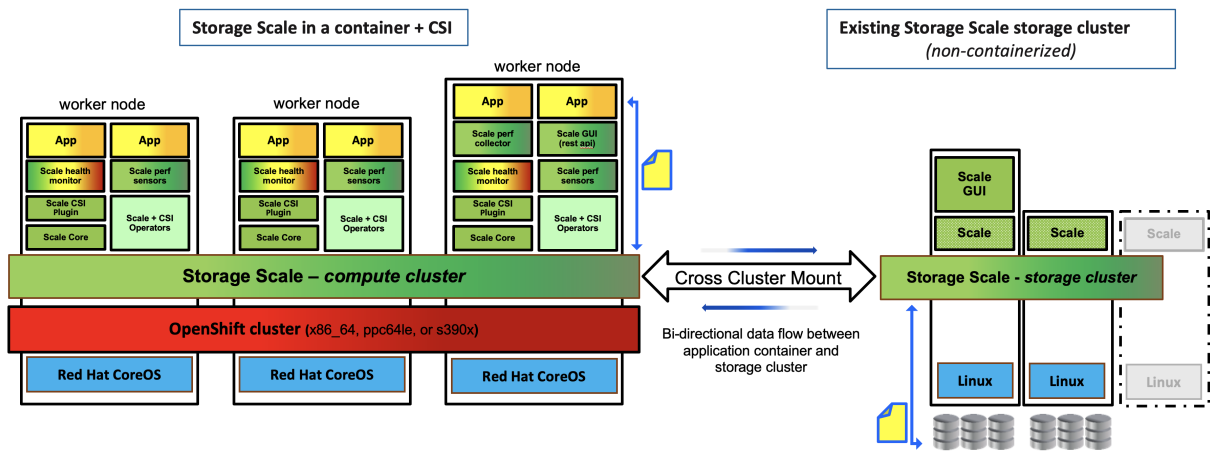 Storage Scale in a container + CSI
Existing Storage Scale storage cluster
(non-containerized)
worker node
App
App
Scale health
monitor
Scale perf
sensors
Scale CSI
Plugin
Scale Core
Scale + CSI
Operators
worker node
App
App
Scale health
monitor
Scale perf
sensors
Scale CSI
Plugin
Scale Core
Scale + CSI
Operators
worker node
App
App
Scale perf
collector
Scale GUI
(rest api)
Scale health
monitor
Scale perf
sensors
Scale CSI
Plugin
Scale Core
Scale + CSI
Operators
Storage Scale – compute cluster
OpenShift cluster (x86_64, ppc64le, or s390x)
Red Hat CoreOS
Red Hat CoreOS
Red Hat CoreOS
Cross Cluster Mount
Bi-directional data flow between
application container and
storage cluster
Scale
GUI
Scale
Scale
Scale
Storage Scale - storage cluster
Linux
Linux
Linux